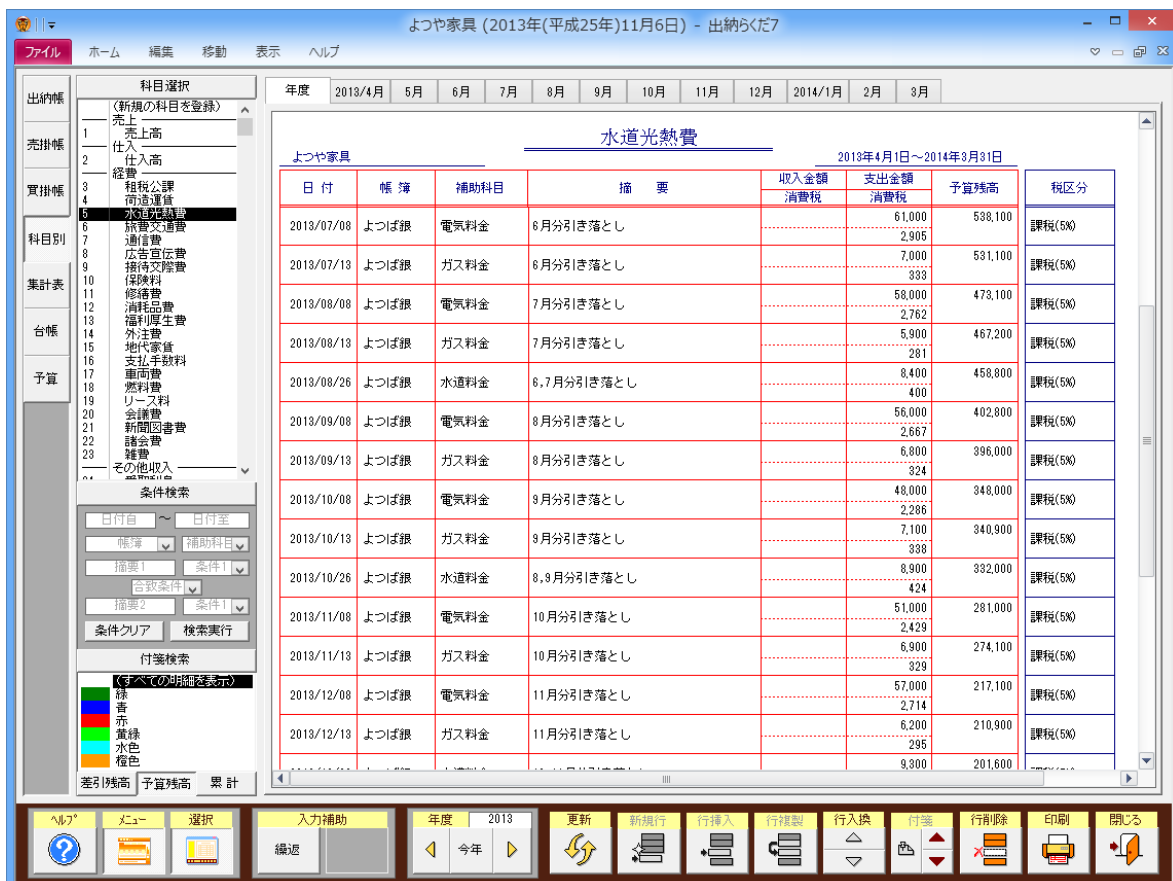 よつや家具 (2013年(平成25年)11月6日) - 出納らくだ7
ファイル ホーム 編集 移動 表示 ヘルプ
出納帳
売掛帳
買掛帳
科目別
集計表
台帳
予算
科目選択
(新規の科目を登録)
売上
1 売上高
仕入
2 仕入高
経費
3 租税公課
4 荷造運賃
5 水道光熱費
6 旅費交通費
7 通信費
8 広告宣伝費
9 接待交際費
10 保険料
11 修繕費
12 消耗品費
13 福利厚生費
14 外注費
15 地代家賃
16 支払手数料
17 車両費
18 燃料費
19 リース料
20 会議費
21 新聞図書費
22 諸会費
23 雑費
その他収入
条件検索
日付自 ～ 日付至
帳簿 補助科目
摘要1 条件1
合致条件
摘要2 条件1
条件クリア 検索実行
付箋検索
(すべての明細を表示)
緑
青
赤
黄緑
水色
橙色
差引残高 予算残高 累計
年度 2013/4月 5月 6月 7月 8月 9月 10月 11月 12月 2014/1月 2月 3月
水道光熱費
よつや家具 2013年4月1日～2014年3月31日
日付 帳簿 補助科目 摘要 収入金額 支出金額 予算残高 税区分
消費税 消費税
2013/07/08 よつば銀 電気料金 6月分引き落とし 61,000 538,100 課税(5%)
2,905
2013/07/13 よつば銀 ガス料金 6月分引き落とし 7,000 531,100 課税(5%)
333
2013/08/08 よつば銀 電気料金 7月分引き落とし 58,000 473,100 課税(5%)
2,762
2013/08/13 よつば銀 ガス料金 7月分引き落とし 5,900 467,200 課税(5%)
281
2013/08/26 よつば銀 水道料金 6,7月分引き落とし 8,400 458,800 課税(5%)
400
2013/09/08 よつば銀 電気料金 8月分引き落とし 56,000 402,800 課税(5%)
2,667
2013/09/13 よつば銀 ガス料金 8月分引き落とし 6,800 396,000 課税(5%)
324
2013/10/08 よつば銀 電気料金 9月分引き落とし 48,000 348,000 課税(5%)
2,286
2013/10/13 よつば銀 ガス料金 9月分引き落とし 7,100 340,900 課税(5%)
338
2013/10/26 よつば銀 水道料金 8,9月分引き落とし 8,900 332,000 課税(5%)
424
2013/11/08 よつば銀 電気料金 10月分引き落とし 51,000 281,000 課税(5%)
2,429
2013/11/13 よつば銀 ガス料金 10月分引き落とし 6,900 274,100 課税(5%)
329
2013/12/08 よつば銀 電気料金 11月分引き落とし 57,000 217,100 課税(5%)
2,714
2013/12/13 よつば銀 ガス料金 11月分引き落とし 6,200 210,900 課税(5%)
295
9,300 201,600
ヘルプ メニュー 選択 入力補助 年度 2013 更新 新規行 行挿入 行複製 行入換 付箋 行削除 印刷 閉じる
繰返 今年